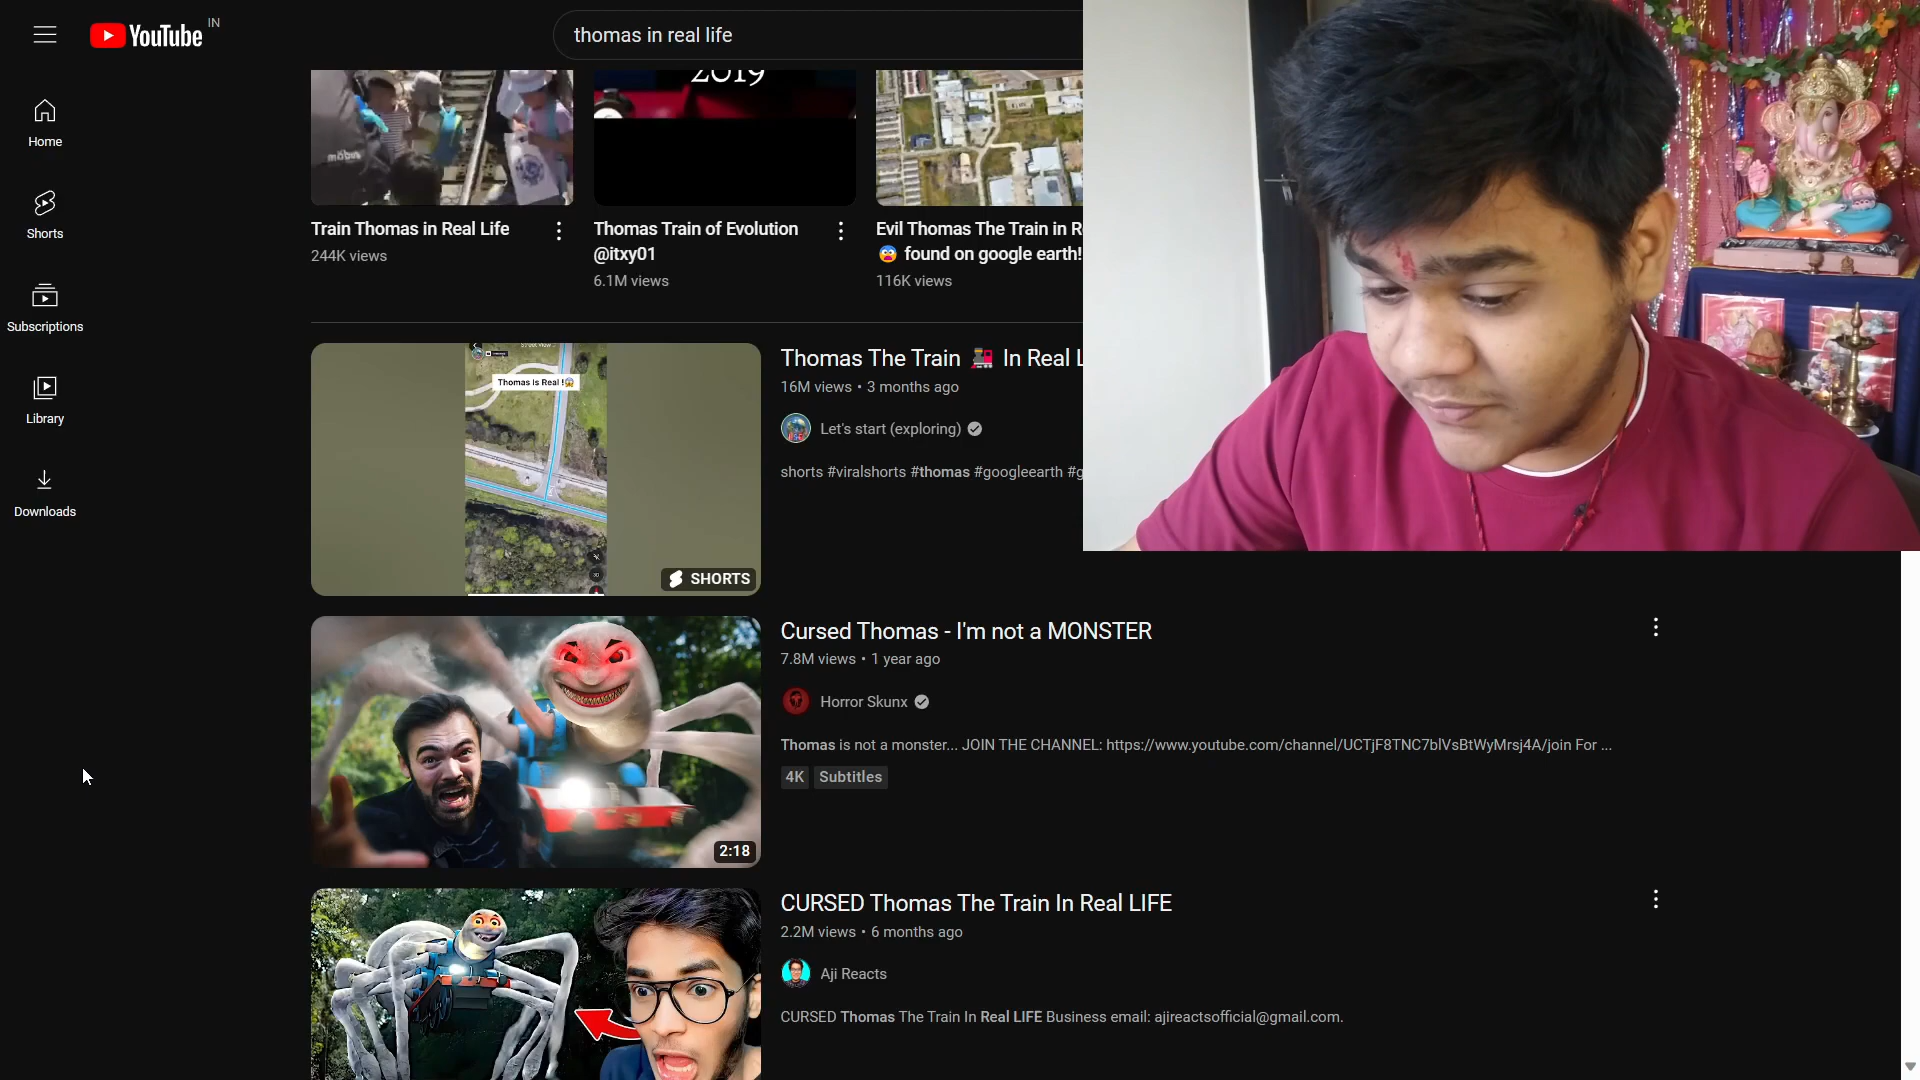 YouTube
IN
thomas in real life
Home
Shorts
Subscriptions
Library
Downloads
2019
Train Thomas in Real Life
244K views
Thomas Train of Evolution
@itxy01
6.1M views
Evil Thomas The Train in R
😨 found on google earth!
116K views
Thomas Is Real !😱
SHORTS
Thomas The Train 🚂 In Real L
16M views • 3 months ago
Let's start (exploring)
shorts #viralshorts #thomas #googleearth #g
2:18
Cursed Thomas - I'm not a MONSTER
7.8M views • 1 year ago
Horror Skunx
Thomas is not a monster... JOIN THE CHANNEL: https://www.youtube.com/channel/UCTjF8TNC7blVsBtWyMrsj4A/join For ...
4K
Subtitles
CURSED Thomas The Train In Real LIFE
2.2M views • 6 months ago
Aji Reacts
CURSED Thomas The Train In Real LIFE Business email: ajireactsofficial@gmail.com.